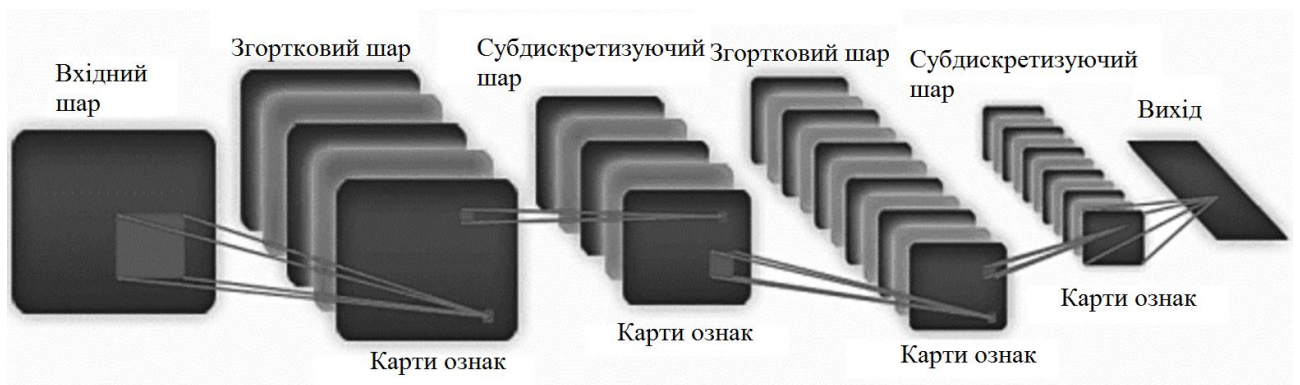 Вхідний
шар
Згортковий шар
Субдискретизуючий
шар
Згортковий шар
Субдискретизуючий
шар
Вихід
Карти ознак
Карти ознак
Карти ознак
Карти ознак